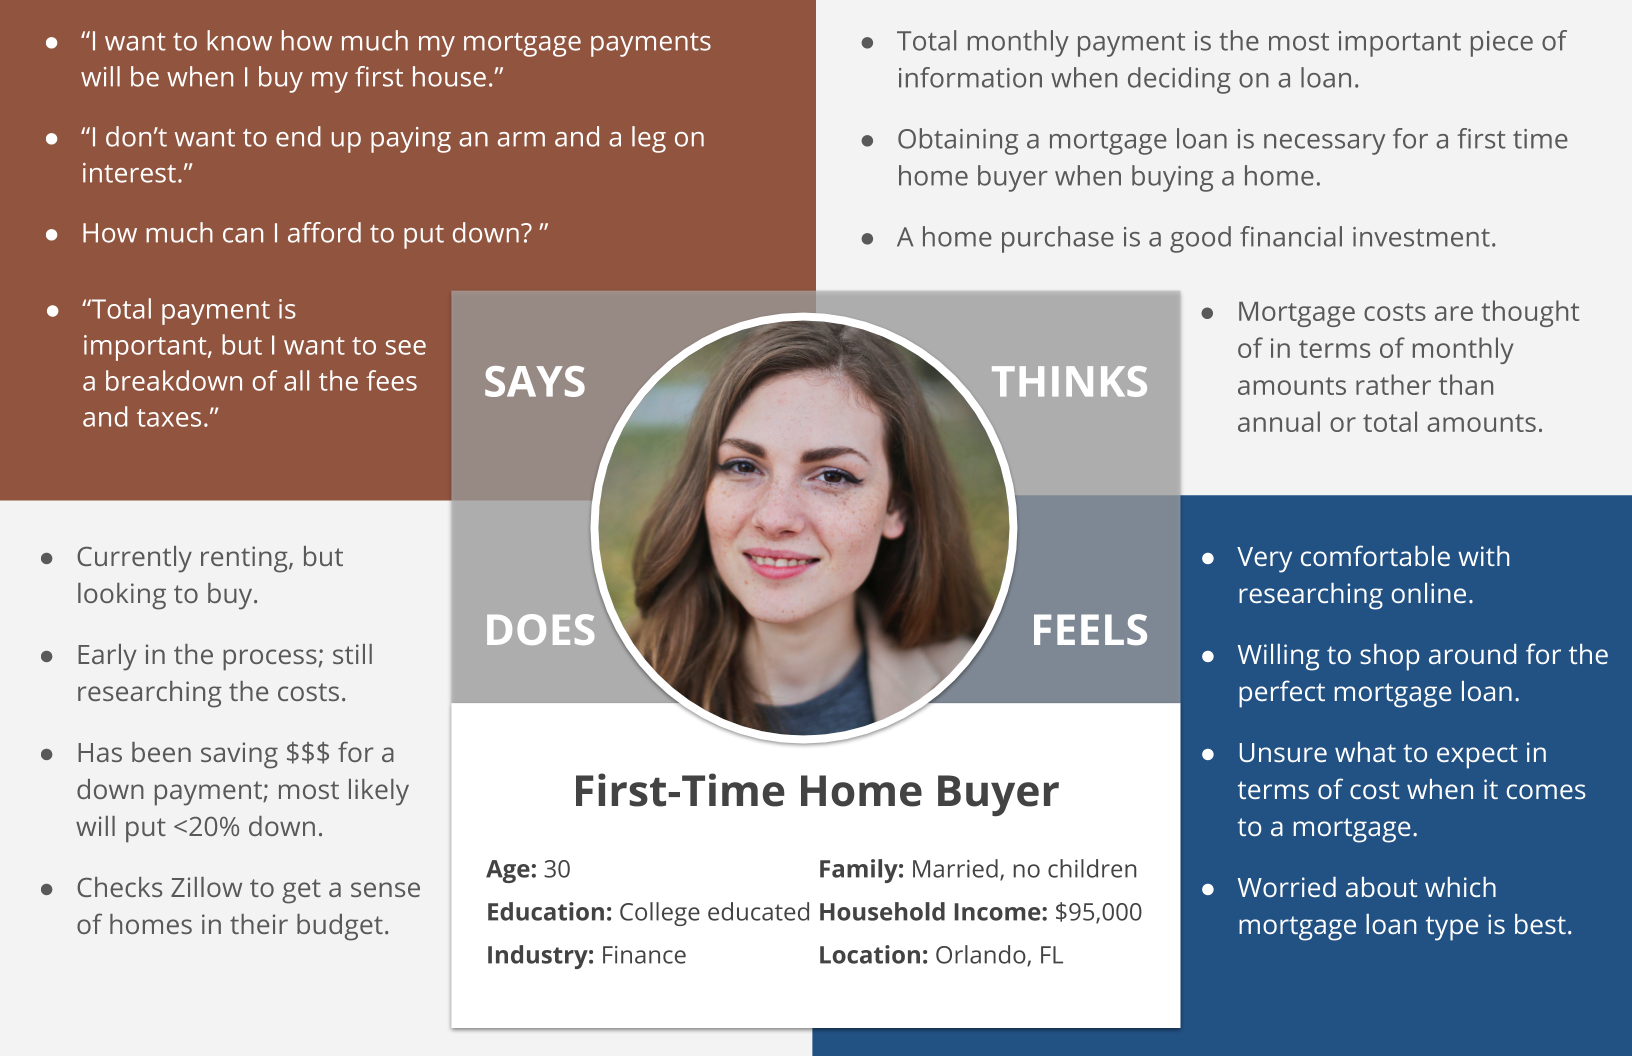 ● “I want to know how much my mortgage payments
will be when I buy my first house.”
● “I don’t want to end up paying an arm and a leg on
interest.”
● How much can I afford to put down? ”
● “Total payment is
important, but I want to see
a breakdown of all the fees
and taxes.”
● Total monthly payment is the most important piece of
information when deciding on a loan.
● Obtaining a mortgage loan is necessary for a first time
home buyer when buying a home.
● A home purchase is a good financial investment.
● Mortgage costs are thought
of in terms of monthly
amounts rather than
annual or total amounts.
SAYS
THINKS
DOES
FEELS
● Currently renting, but
looking to buy.
● Early in the process; still
researching the costs.
● Has been saving $$$ for a
down payment; most likely
will put <20% down.
● Checks Zillow to get a sense
of homes in their budget.
● Very comfortable with
researching online.
● Willing to shop around for the
perfect mortgage loan.
● Unsure what to expect in
terms of cost when it comes
to a mortgage.
● Worried about which
mortgage loan type is best.
First-Time Home Buyer
Age: 30
Education: College educated
Industry: Finance
Family: Married, no children
Household Income: $95,000
Location: Orlando, FL